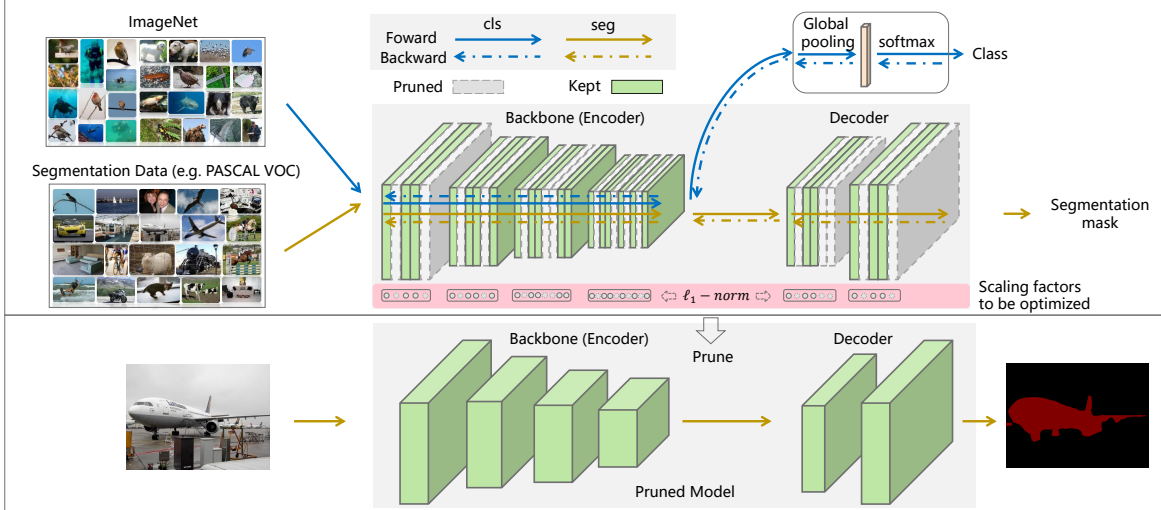 ImageNet
Segmentation Data (e.g. PASCAL VOC)
cls
seg
Foward
Backward
Pruned
Kept
Global
pooling
softmax
Class
Backbone (Encoder)
Decoder
Segmentation
mask
ℓ₁ − norm
Scaling factors
to be optimized
Prune
Backbone (Encoder)
Decoder
Pruned Model